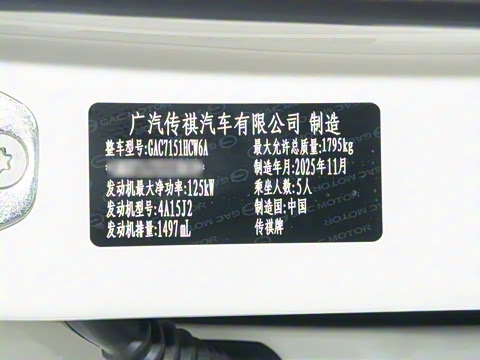 广汽传祺汽车有限公司 制造
整车型号:GAC7151HCW6A 最大允许总质量:1795kg
制造年月:2025年11月
发动机最大净功率:125kW 乘坐人数:5人
发动机型号:4A15J2 制造国:中国
发动机排量:1497mL 传祺牌